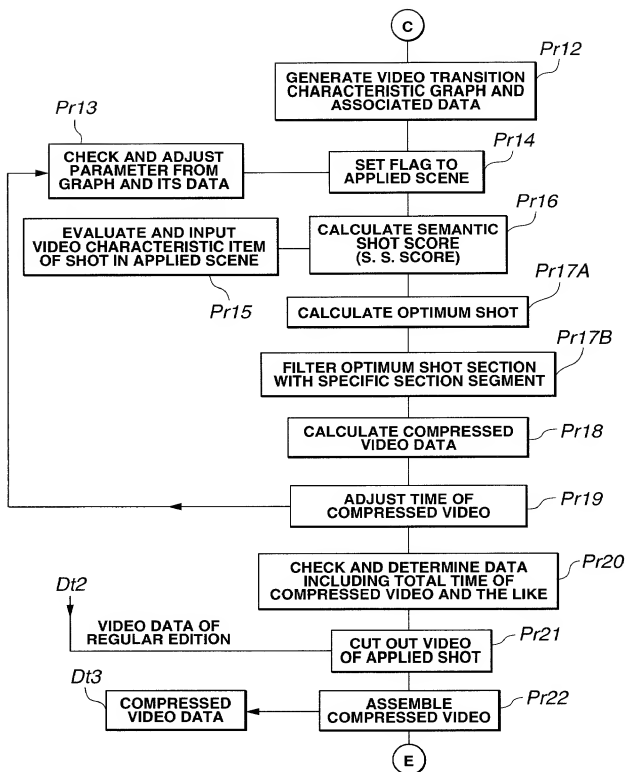 C
Pr12
GENERATE VIDEO TRANSITION
CHARACTERISTIC GRAPH AND
ASSOCIATED DATA
Pr13
CHECK AND ADJUST
PARAMETER FROM
GRAPH AND ITS DATA
Pr14
SET FLAG TO
APPLIED SCENE
EVALUATE AND INPUT
VIDEO CHARACTERISTIC ITEM
OF SHOT IN APPLIED SCENE
Pr15
Pr16
CALCULATE SEMANTIC
SHOT SCORE
(S. S. SCORE)
Pr17A
CALCULATE OPTIMUM SHOT
Pr17B
FILTER OPTIMUM SHOT SECTION
WITH SPECIFIC SECTION SEGMENT
CALCULATE COMPRESSED
VIDEO DATA
Pr18
ADJUST TIME OF
COMPRESSED VIDEO
Pr19
CHECK AND DETERMINE DATA
INCLUDING TOTAL TIME OF
COMPRESSED VIDEO AND THE LIKE
Pr20
Dt2
VIDEO DATA OF
REGULAR EDITION
CUT OUT VIDEO
OF APPLIED SHOT
Pr21
Dt3
COMPRESSED
VIDEO DATA
ASSEMBLE
COMPRESSED VIDEO
Pr22
E